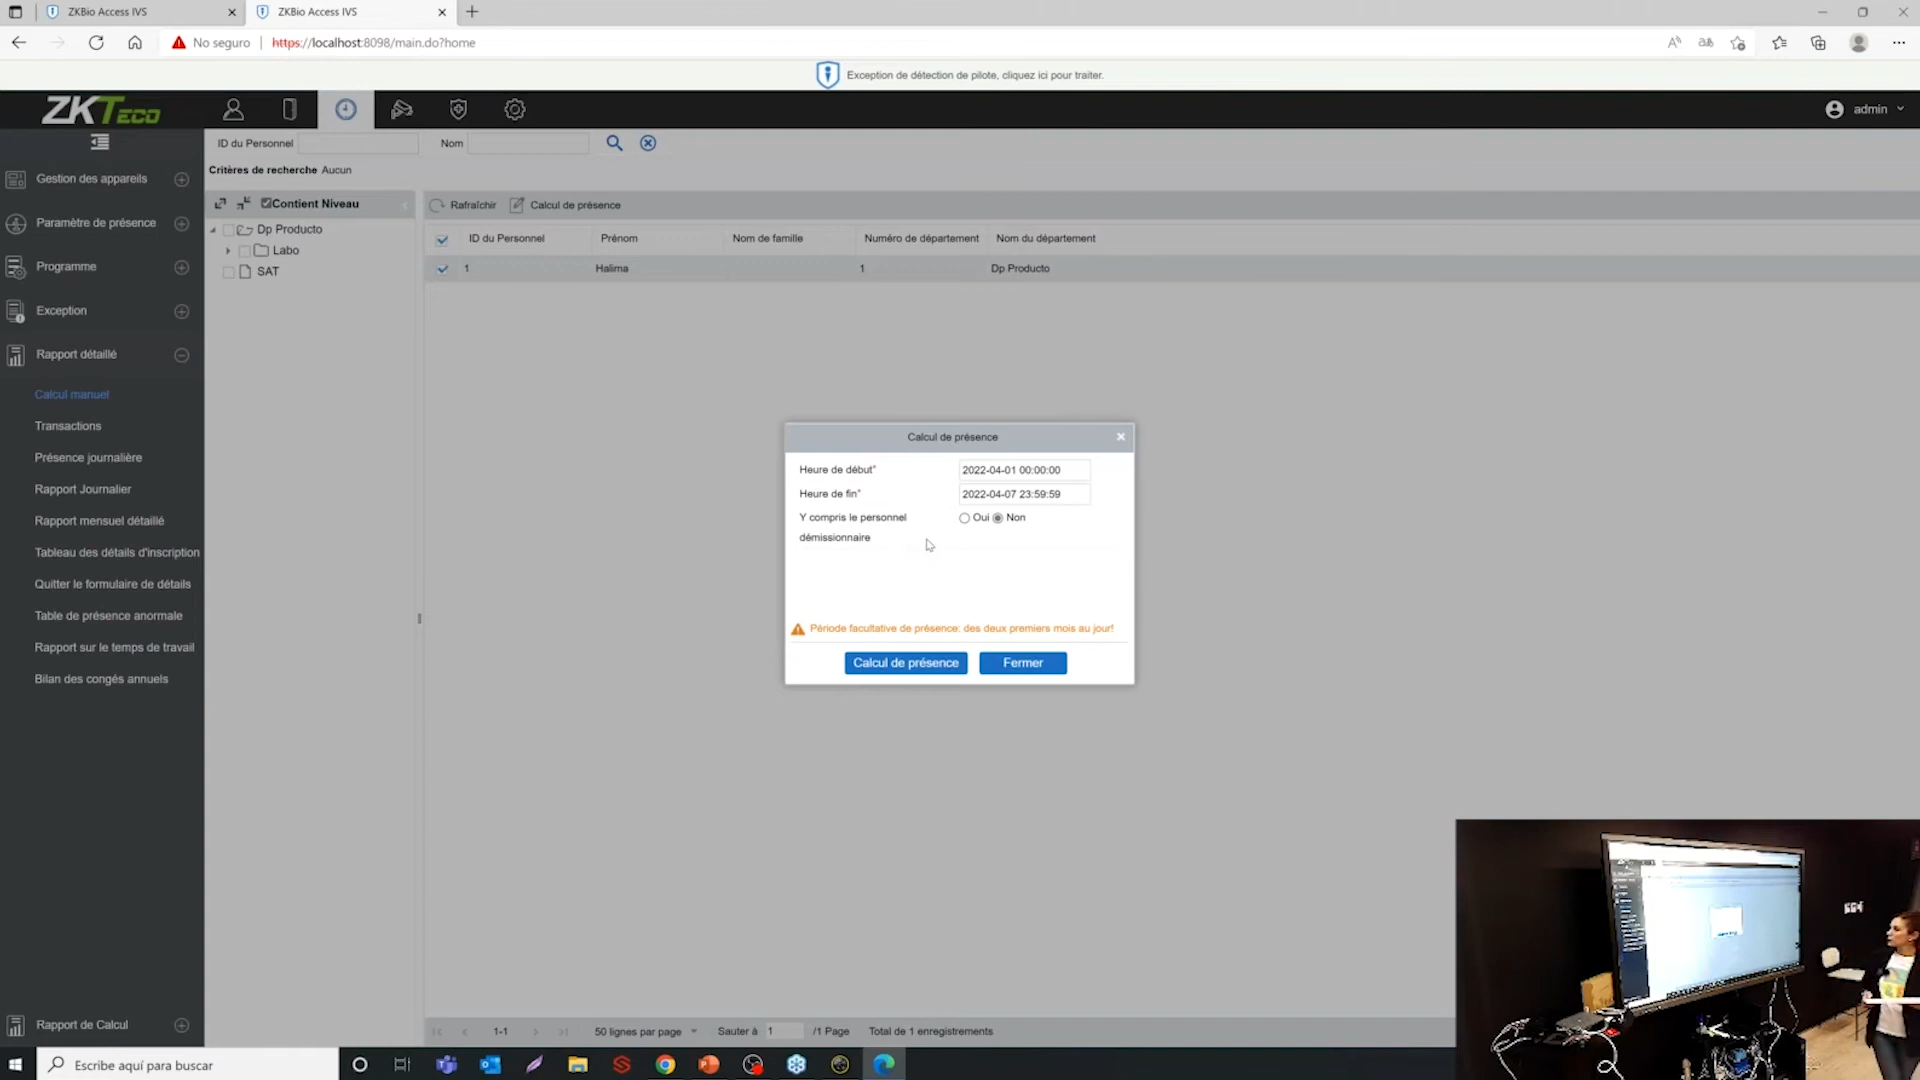 ZKBio Access IVS
ZKBio Access IVS
No seguro
https://localhost:8098/main.do?home
Exception de détection de pilote, cliquez ici pour traiter.
ZKTeco
admin
ID du Personnel
Nom
Critères de recherche Aucun
Gestion des appareils
Paramètre de présence
Programme
Exception
Rapport détaillé
Calcul manuel
Transactions
Présence journalière
Rapport Journalier
Rapport mensuel détaillé
Tableau des détails d'inscription
Quitter le formulaire de détails
Table de présence anormale
Rapport sur le temps de travail
Bilan des congés annuels
Rapport de Calcul
Contient Niveau
Dp Producto
Labo
SAT
Rafraîchir
Calcul de présence
ID du Personnel Prénom Nom de famille Numéro de département Nom du département
1 Halima 1 Dp Producto
Calcul de présence
Heure de début* 2022-04-01 00:00:00
Heure de fin* 2022-04-07 23:59:59
Y compris le personnel démissionnaire
Oui Non
Période facultative de présence: des deux premiers mois au jour!
Calcul de présence
Fermer
1-1
50 lignes par page
Sauter à 1 /1 Page
Total de 1 enregistrements
Escribe aquí para buscar